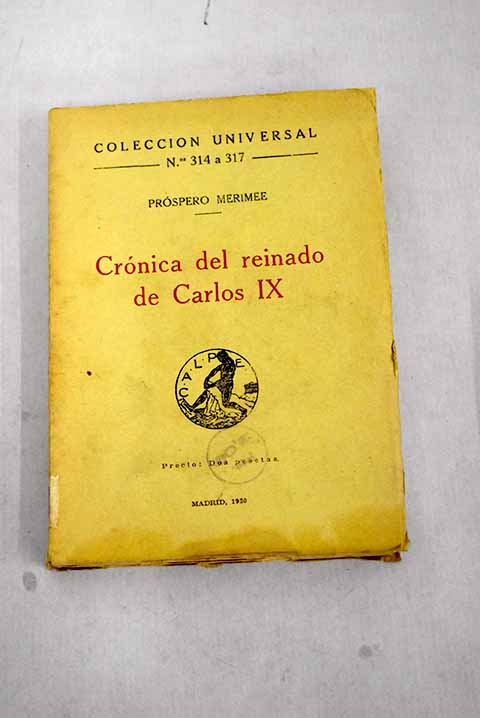 COLECCION UNIVERSAL
N.os 314 a 317
PRÓSPERO MERIMEE
Crónica del reinado
de Carlos IX
CALPE
Precio: Dos pesetas.
MADRID, 1920